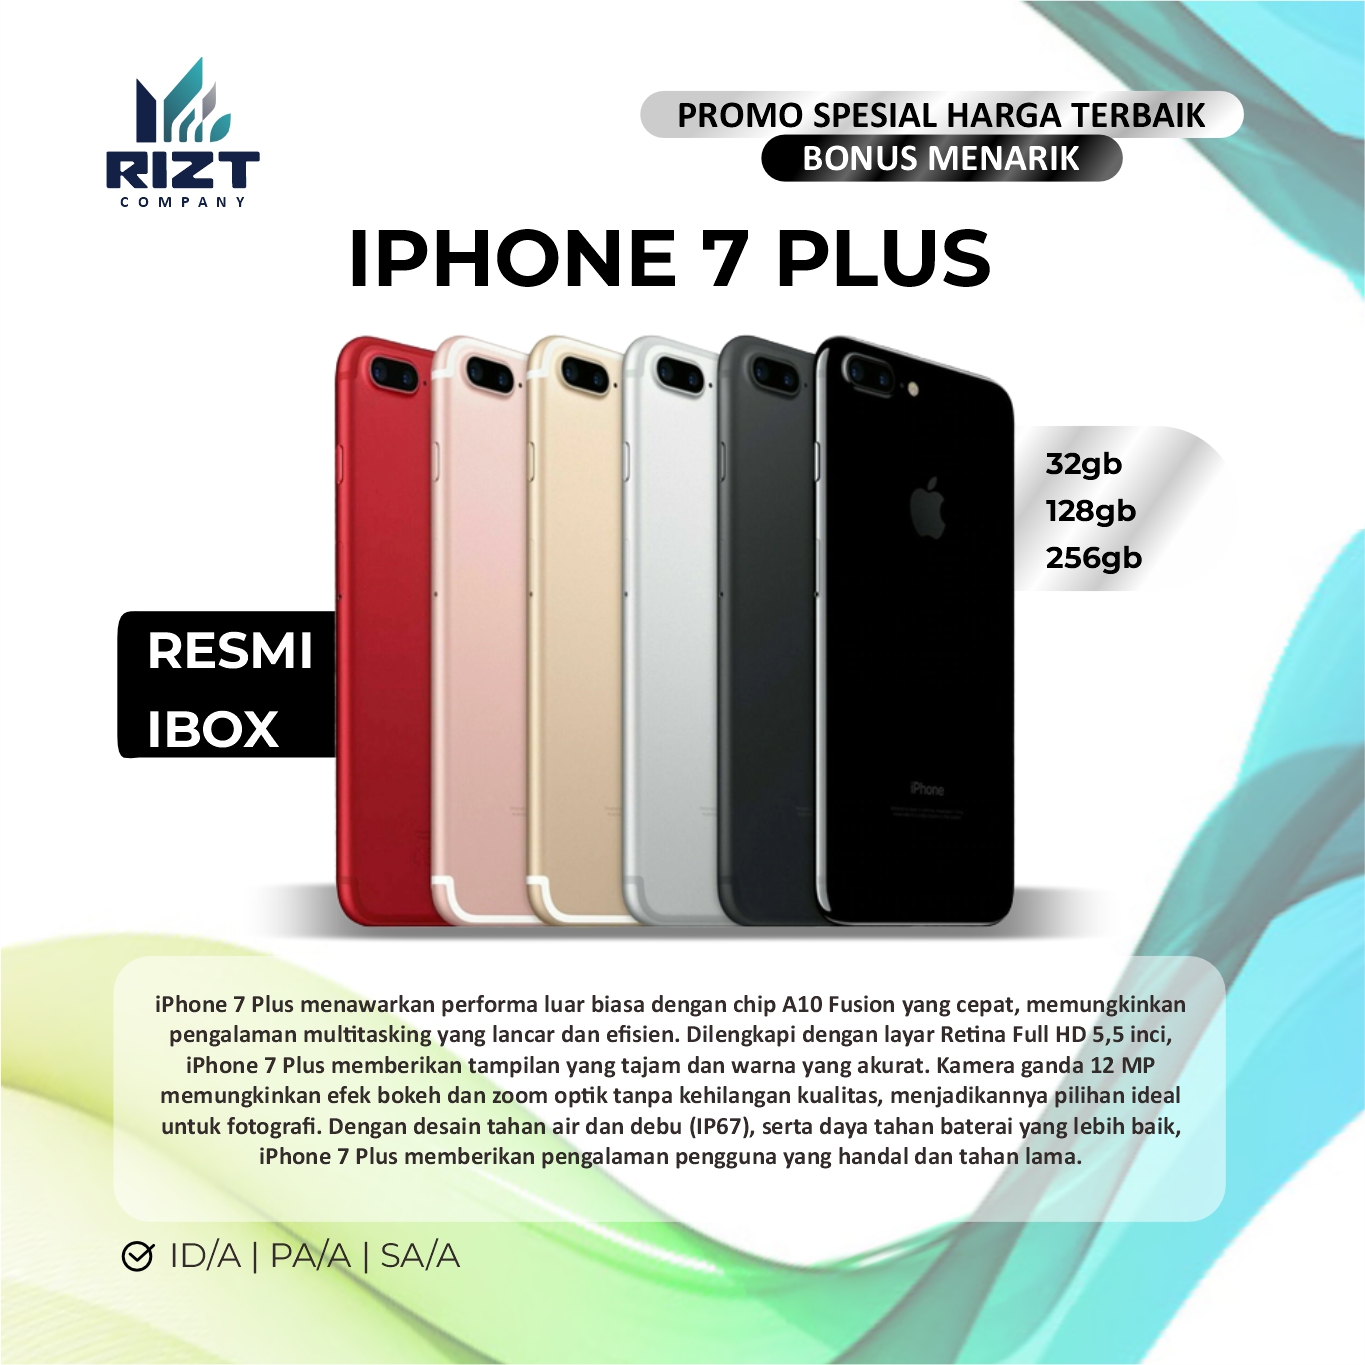 RIZT
COMPANY
PROMO SPESIAL HARGA TERBAIK
BONUS MENARIK
IPHONE 7 PLUS
32gb
128gb
256gb
RESMI
IBOX
iPhone
iPhone 7 Plus menawarkan performa luar biasa dengan chip A10 Fusion yang cepat, memungkinkan
pengalaman multitasking yang lancar dan efisien. Dilengkapi dengan layar Retina Full HD 5,5 inci,
iPhone 7 Plus memberikan tampilan yang tajam dan warna yang akurat. Kamera ganda 12 MP
memungkinkan efek bokeh dan zoom optik tanpa kehilangan kualitas, menjadikannya pilihan ideal
untuk fotografi. Dengan desain tahan air dan debu (IP67), serta daya tahan baterai yang lebih baik,
iPhone 7 Plus memberikan pengalaman pengguna yang handal dan tahan lama.
ID/A | PA/A | SA/A